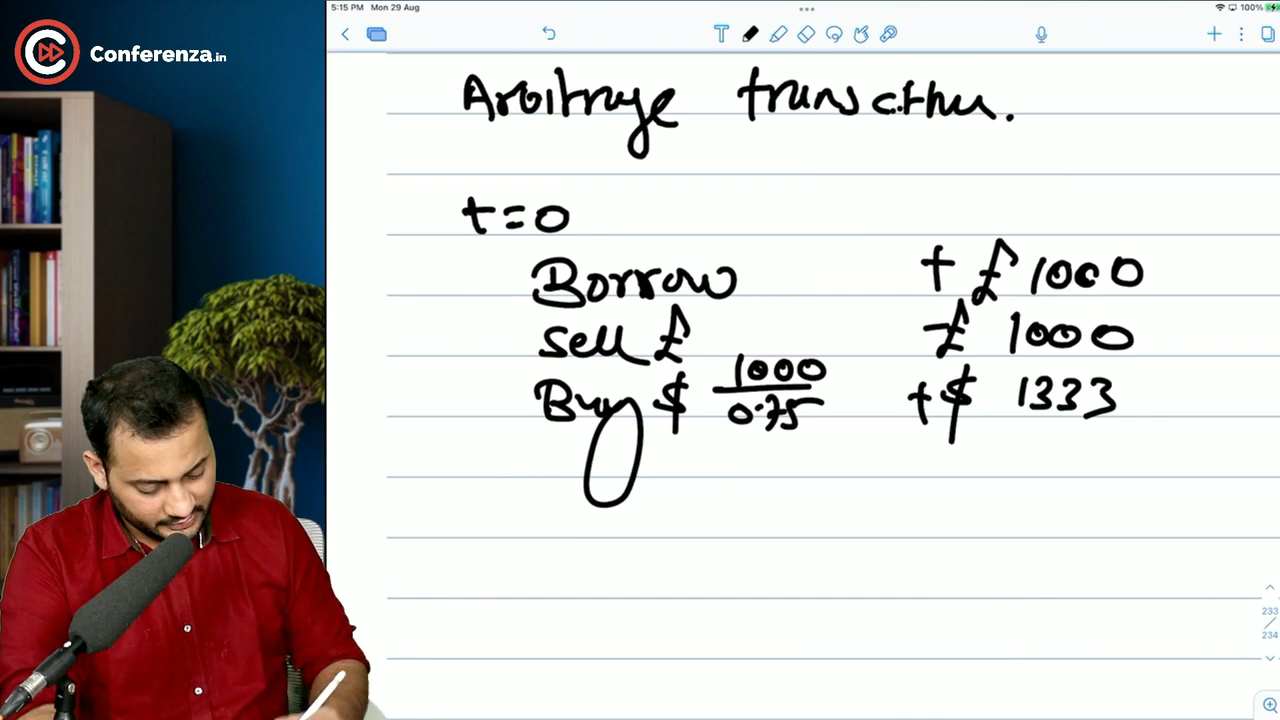 5:15 PM Mon 29 Aug
100%
Conferenza.in
Arbitrage
t=0
Borrow + £ 1000
Sell £ -£ 1000
Buy $ 1000/0.75 + $ 1333
233
234